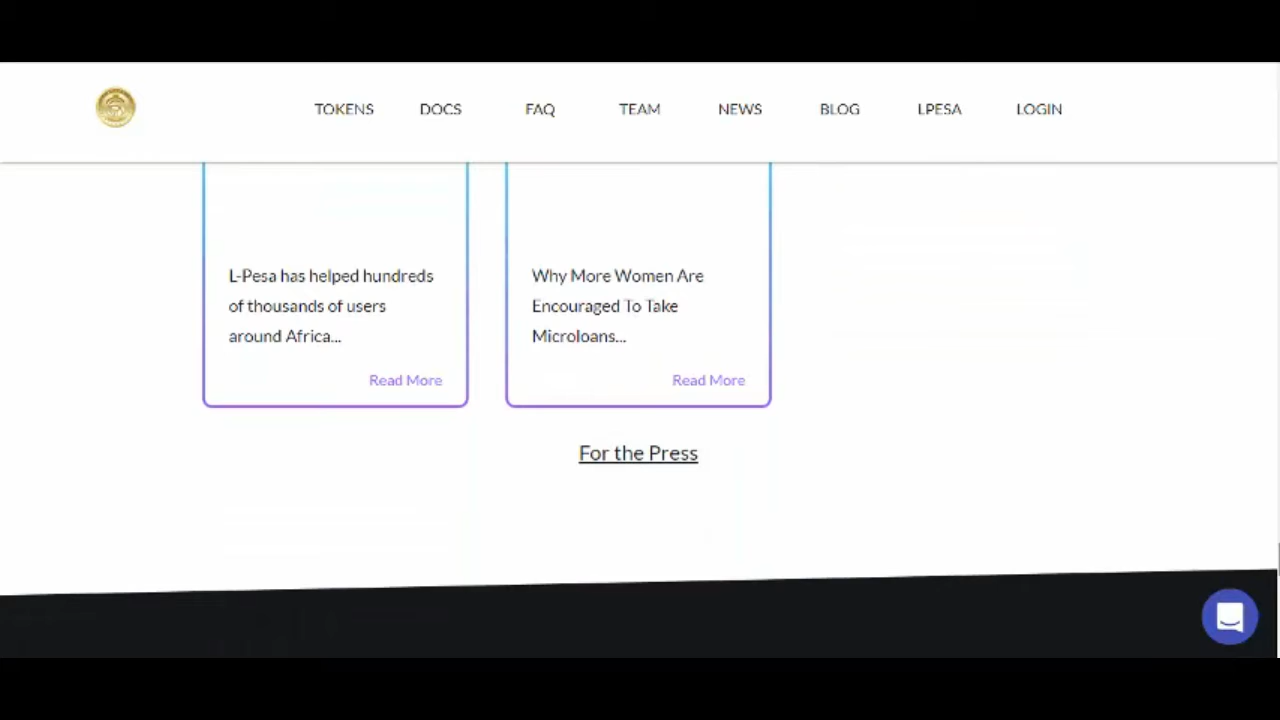 TOKENS DOCS FAQ TEAM NEWS BLOG LPESA LOGIN
L-Pesa has helped hundreds
of thousands of users
around Africa...
Read More
Why More Women Are
Encouraged To Take
Microloans...
Read More
For the Press